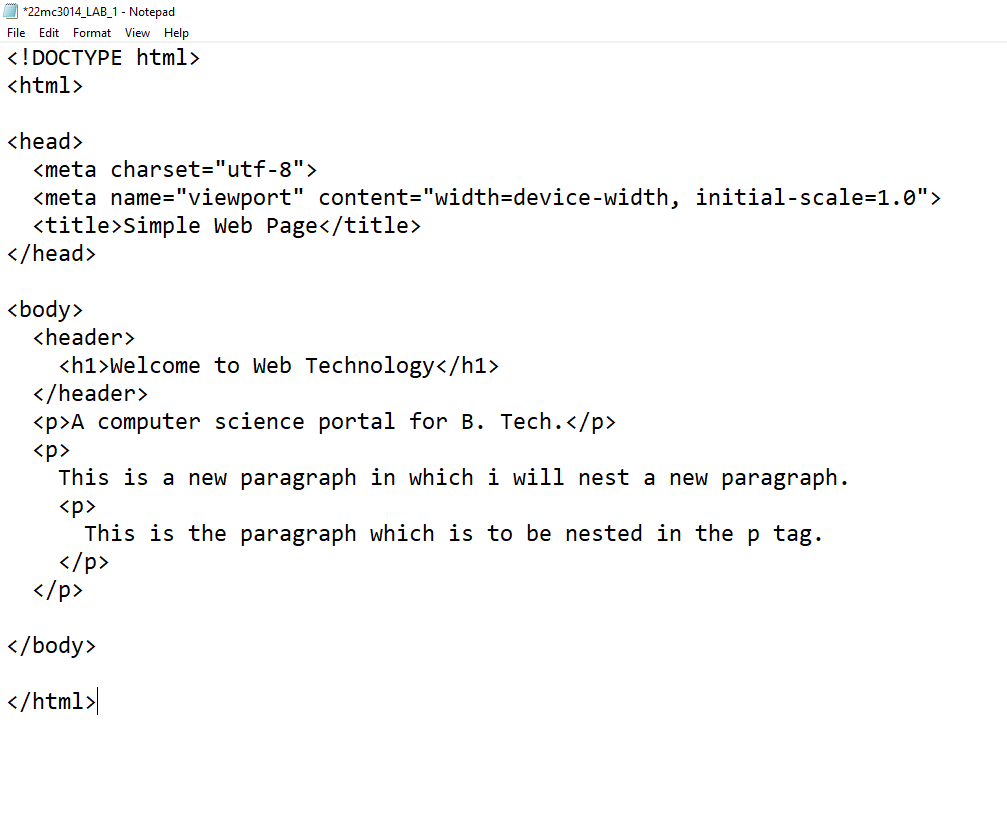 *22mc3014_LAB_1 - Notepad
File Edit Format View Help
<!DOCTYPE html>
<html>

<head>
  <meta charset="utf-8">
  <meta name="viewport" content="width=device-width, initial-scale=1.0">
  <title>Simple Web Page</title>
</head>

<body>
  <header>
    <h1>Welcome to Web Technology</h1>
  </header>
  <p>A computer science portal for B. Tech.</p>
  <p>
    This is a new paragraph in which i will nest a new paragraph.
    <p>
      This is the paragraph which is to be nested in the p tag.
    </p>
  </p>

</body>

</html>